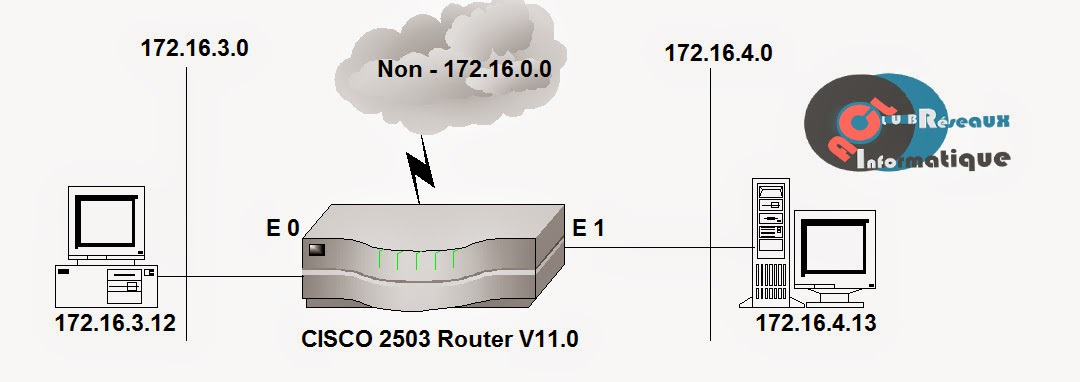 172.16.3.0
Non - 172.16.0.0
172.16.4.0
ACL
CLUB Réseaux
Informatique
E 0
E 1
172.16.3.12
CISCO 2503 Router V11.0
172.16.4.13